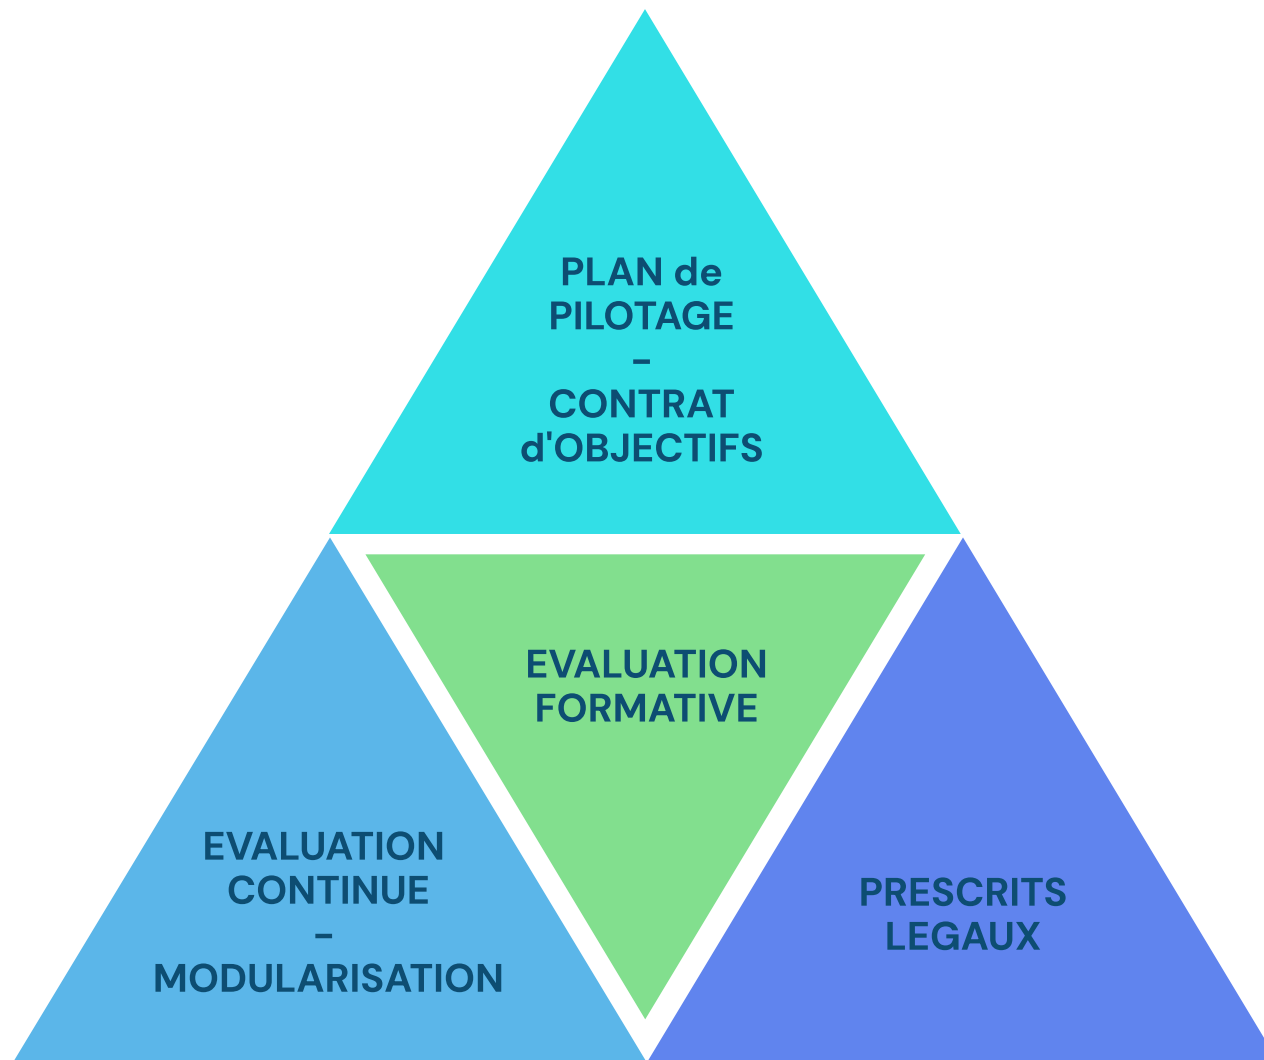 PLAN de
PILOTAGE
-
CONTRAT
d'OBJECTIFS
EVALUATION
FORMATIVE
EVALUATION
CONTINUE
-
MODULARISATION
PRESCRITS
LEGAUX